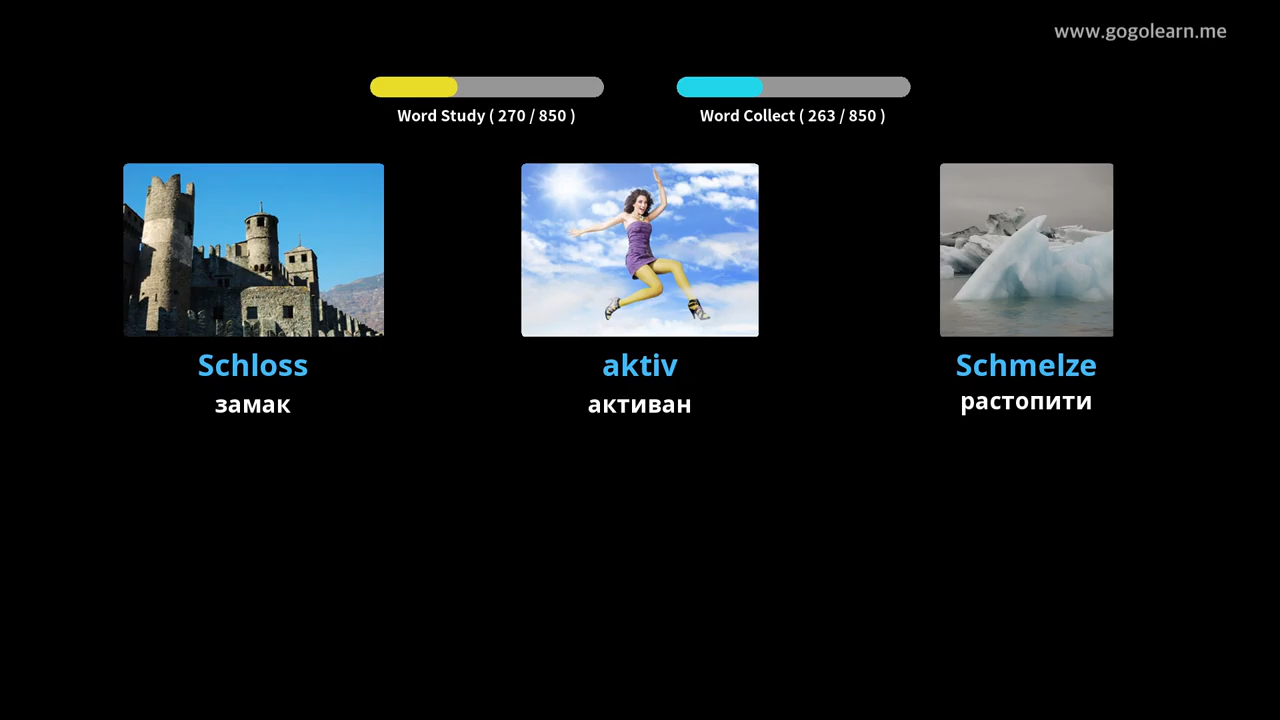 www.gogolearn.me
Word Study ( 270 / 850 )
Word Collect ( 263 / 850 )
Schloss
замак
aktiv
активан
Schmelze
растопити